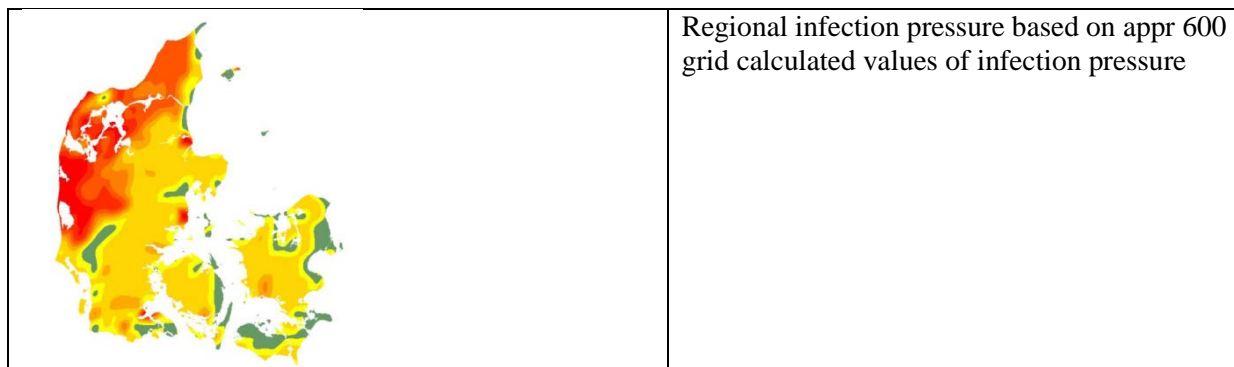 Regional infection pressure based on appr 600
grid calculated values of infection pressure